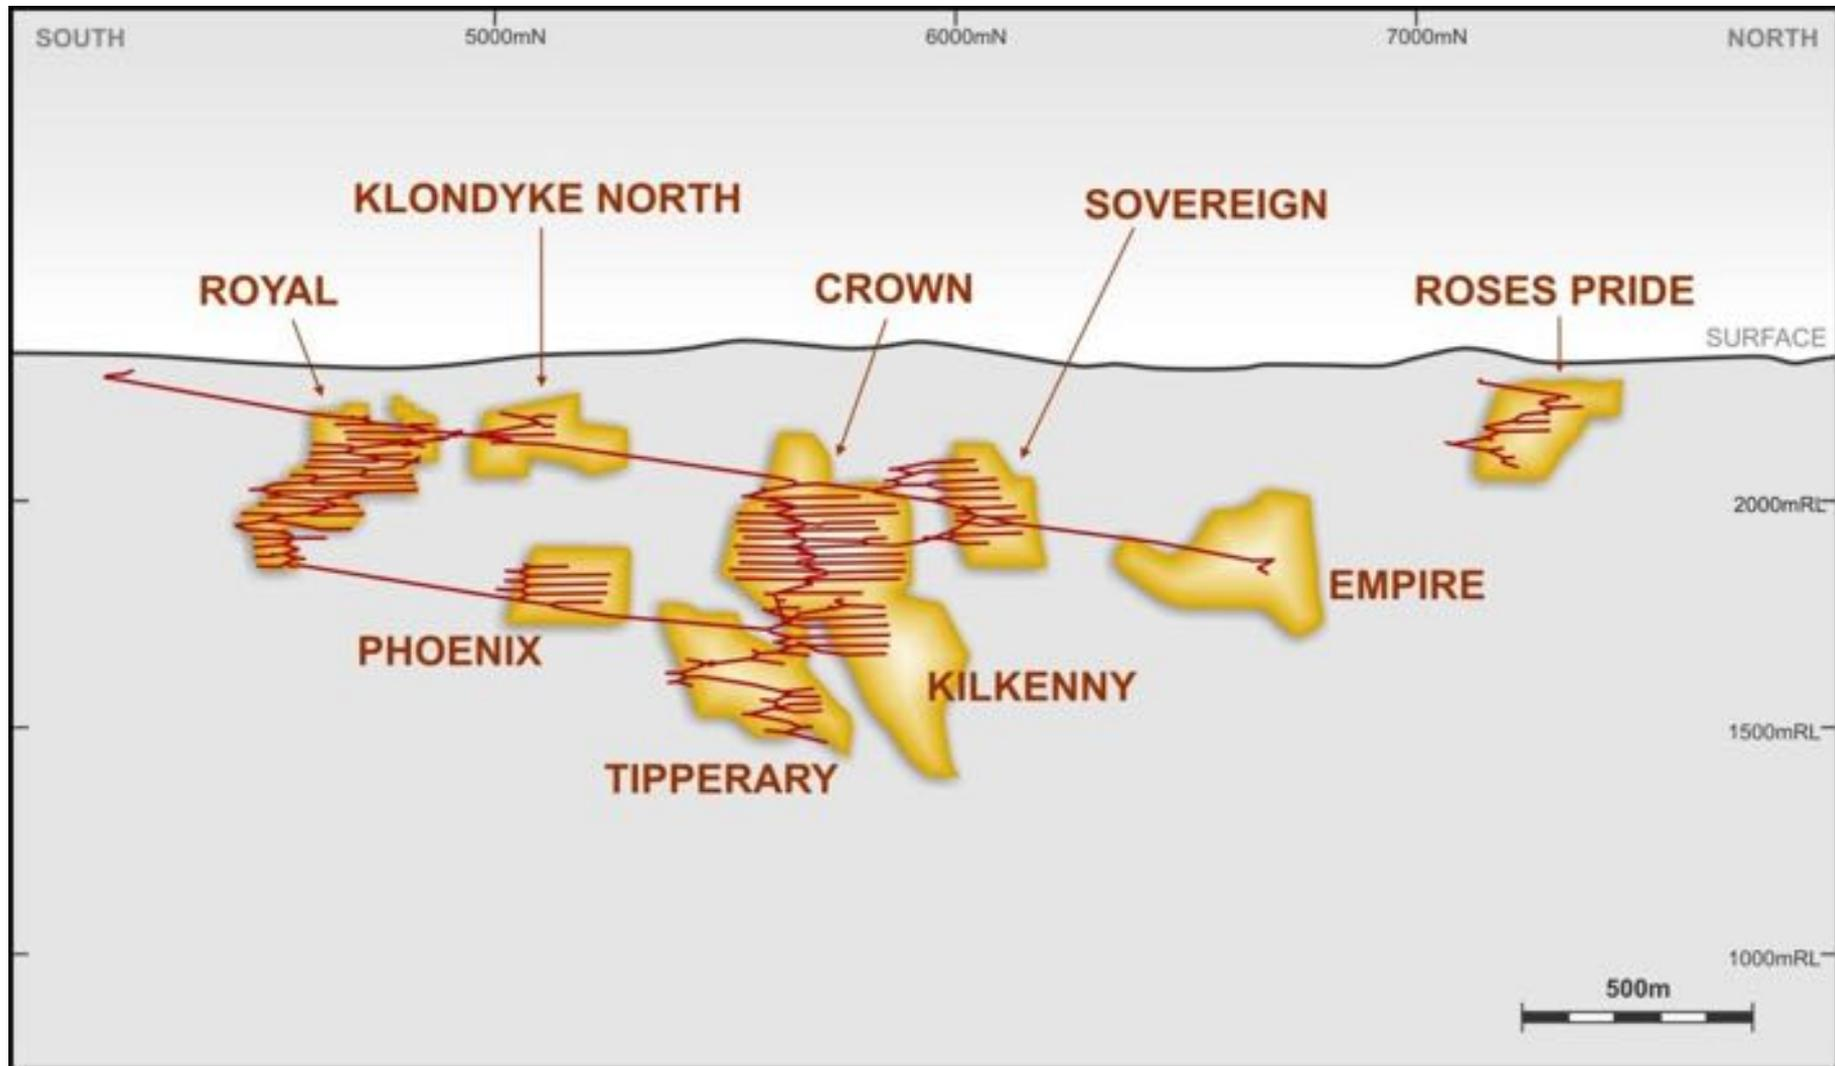 SOUTH
5000mN
6000mN
7000mN
NORTH
KLONDYKE NORTH
SOVEREIGN
ROYAL
CROWN
ROSES PRIDE
SURFACE
2000mRL
EMPIRE
PHOENIX
KILKENNY
1500mRL
TIPPERARY
1000mRL
500m